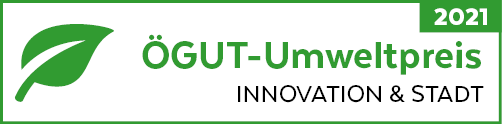 2021
ÖGUT-Umweltpreis
INNOVATION & STADT